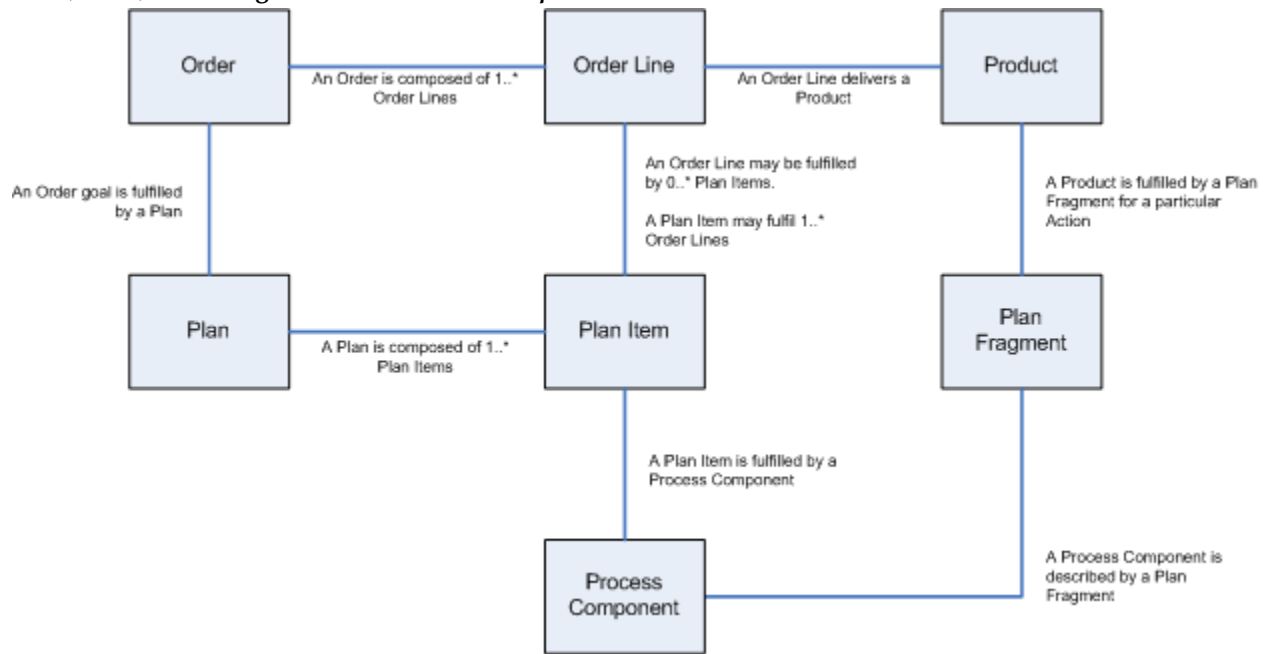 Order
Order Line
Product
An Order is composed of 1..*
Order Lines
An Order Line delivers a
Product
An Order goal is fulfilled
by a Plan
An Order Line may be fulfilled
by 0..* Plan Items.
A Plan Item may fulfil 1..*
Order Lines
A Product is fulfilled by a Plan
Fragment for a particular
Action
Plan
Plan Item
Plan
Fragment
A Plan is composed of 1..*
Plan Items
A Plan Item is fulfilled by a
Process Component
Process
Component
A Process Component is
described by a Plan
Fragment